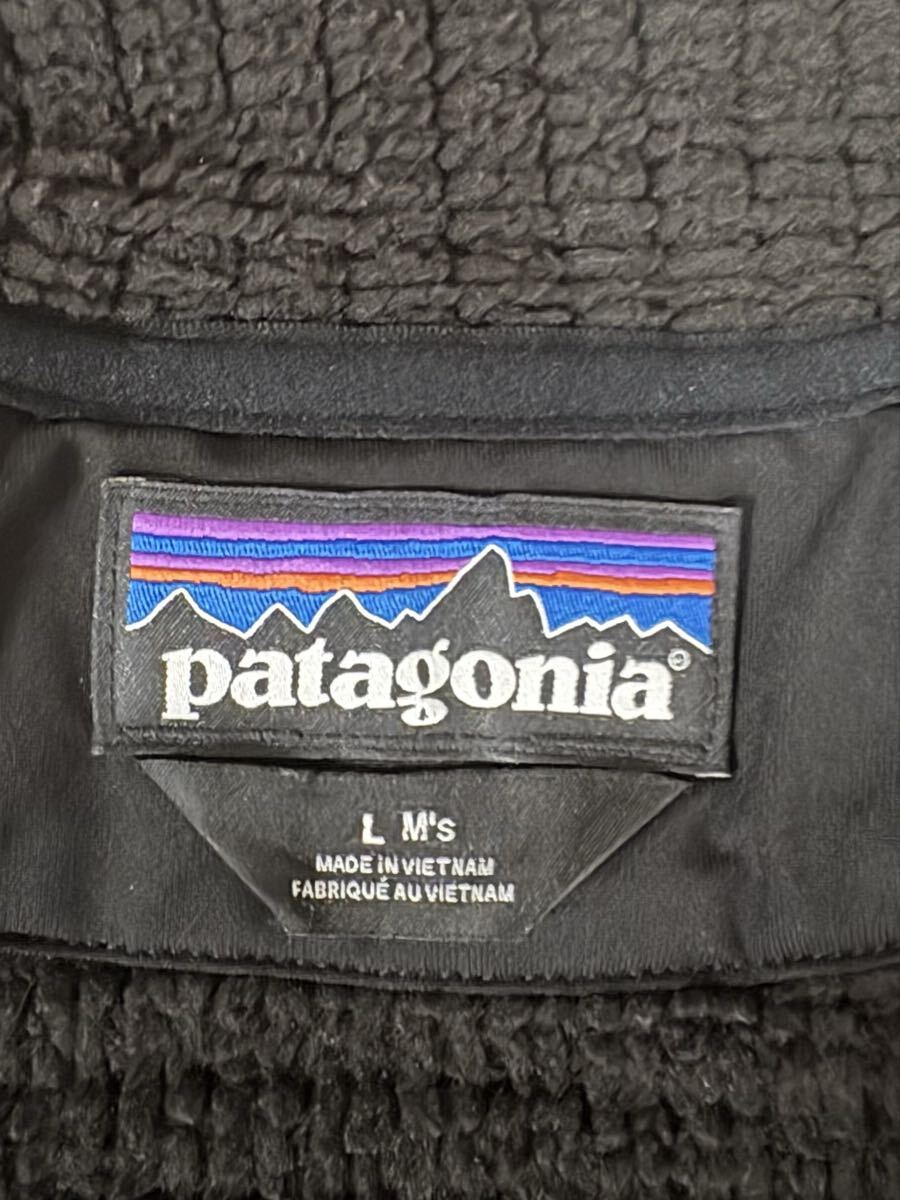 patagonia®
L M's
MADE IN VIETNAM
FABRIQUÉ AU VIETNAM